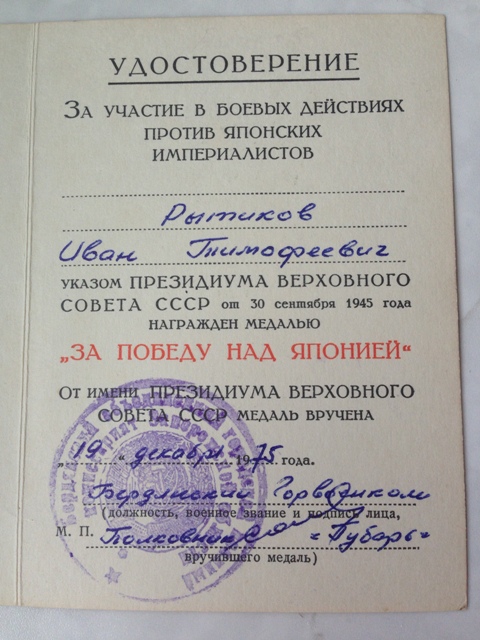 УДОСТОВЕРЕНИЕ
ЗА УЧАСТИЕ В БОЕВЫХ ДЕЙСТВИЯХ
ПРОТИВ ЯПОНСКИХ
ИМПЕРИАЛИСТОВ
Рытиков
Иван Тимофеевич
УКАЗОМ ПРЕЗИДИУМА ВЕРХОВНОГО
СОВЕТА СССР от 30 сентября 1945 года
НАГРАЖДЕН МЕДАЛЬЮ
„ЗА ПОБЕДУ НАД ЯПОНИЕЙ“
ОТ ИМЕНИ ПРЕЗИДИУМА ВЕРХОВНОГО
СОВЕТА СССР МЕДАЛЬ ВРУЧЕНА
„19“ декабря 1975 года.
Бердянский Горвоенком
(должность, военное звание и подпись лица,
М. П. Полковник «Губарь»
вручившего медаль)